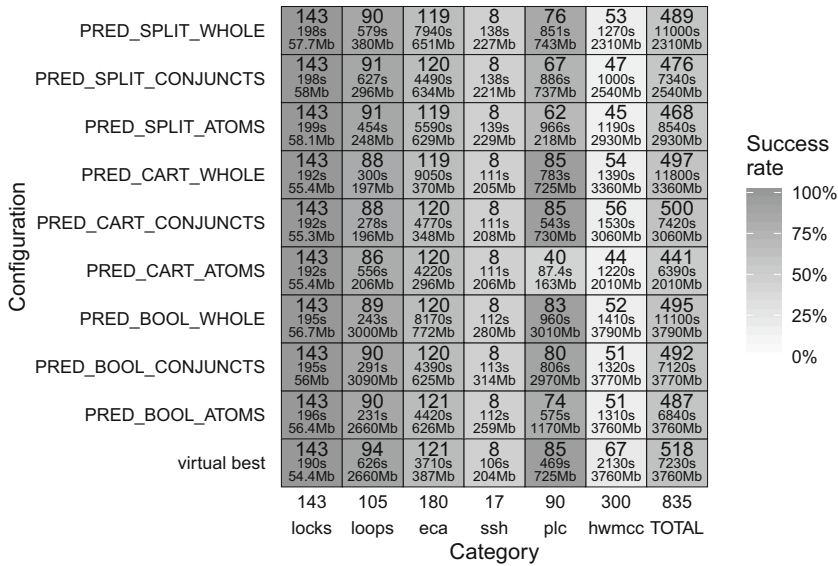 PRED_SPLIT_WHOLE 143 90 119 8 76 53 489
198s 579s 7940s 138s 851s 1270s 11000s
57.7Mb 380Mb 651Mb 227Mb 743Mb 2310Mb 2310Mb
PRED_SPLIT_CONJUNCTS 143 91 120 8 67 47 476
198s 627s 4490s 138s 886s 1000s 7340s
58Mb 296Mb 634Mb 221Mb 737Mb 2540Mb 2540Mb
PRED_SPLIT_ATOMS 143 91 119 8 62 45 468
199s 454s 5590s 139s 966s 1190s 8540s
58.1Mb 248Mb 629Mb 229Mb 218Mb 2930Mb 2930Mb
PRED_CART_WHOLE 143 88 119 8 85 54 497
192s 300s 9050s 111s 783s 1390s 11800s
55.4Mb 197Mb 370Mb 205Mb 725Mb 3360Mb 3360Mb
PRED_CART_CONJUNCTS 143 88 120 8 85 56 500
192s 278s 4770s 111s 543s 1530s 7420s
55.3Mb 196Mb 348Mb 208Mb 730Mb 3060Mb 3060Mb
PRED_CART_ATOMS 143 86 120 8 40 44 441
192s 556s 4220s 111s 87.4s 1220s 6390s
55.4Mb 206Mb 296Mb 206Mb 163Mb 2010Mb 2010Mb
PRED_BOOL_WHOLE 143 89 120 8 83 52 495
195s 243s 8170s 112s 960s 1410s 11100s
56.7Mb 3000Mb 772Mb 280Mb 3010Mb 3790Mb 3790Mb
PRED_BOOL_CONJUNCTS 143 90 120 8 80 51 492
195s 291s 4390s 113s 806s 1320s 7120s
56Mb 3090Mb 625Mb 314Mb 2970Mb 3770Mb 3770Mb
PRED_BOOL_ATOMS 143 90 121 8 74 51 487
196s 231s 4420s 112s 575s 1310s 6840s
56.4Mb 2660Mb 626Mb 259Mb 1170Mb 3760Mb 3760Mb
virtual best 143 94 121 8 85 67 518
190s 626s 3710s 106s 469s 2130s 7230s
54.4Mb 2660Mb 387Mb 204Mb 725Mb 3760Mb 3760Mb
143 105 180 17 90 300 835
locks loops eca ssh plc hwmcc TOTAL
Category
Configuration
Success
rate
100%
75%
50%
25%
0%